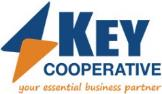 KEY
COOPERATIVE
your essential business partner